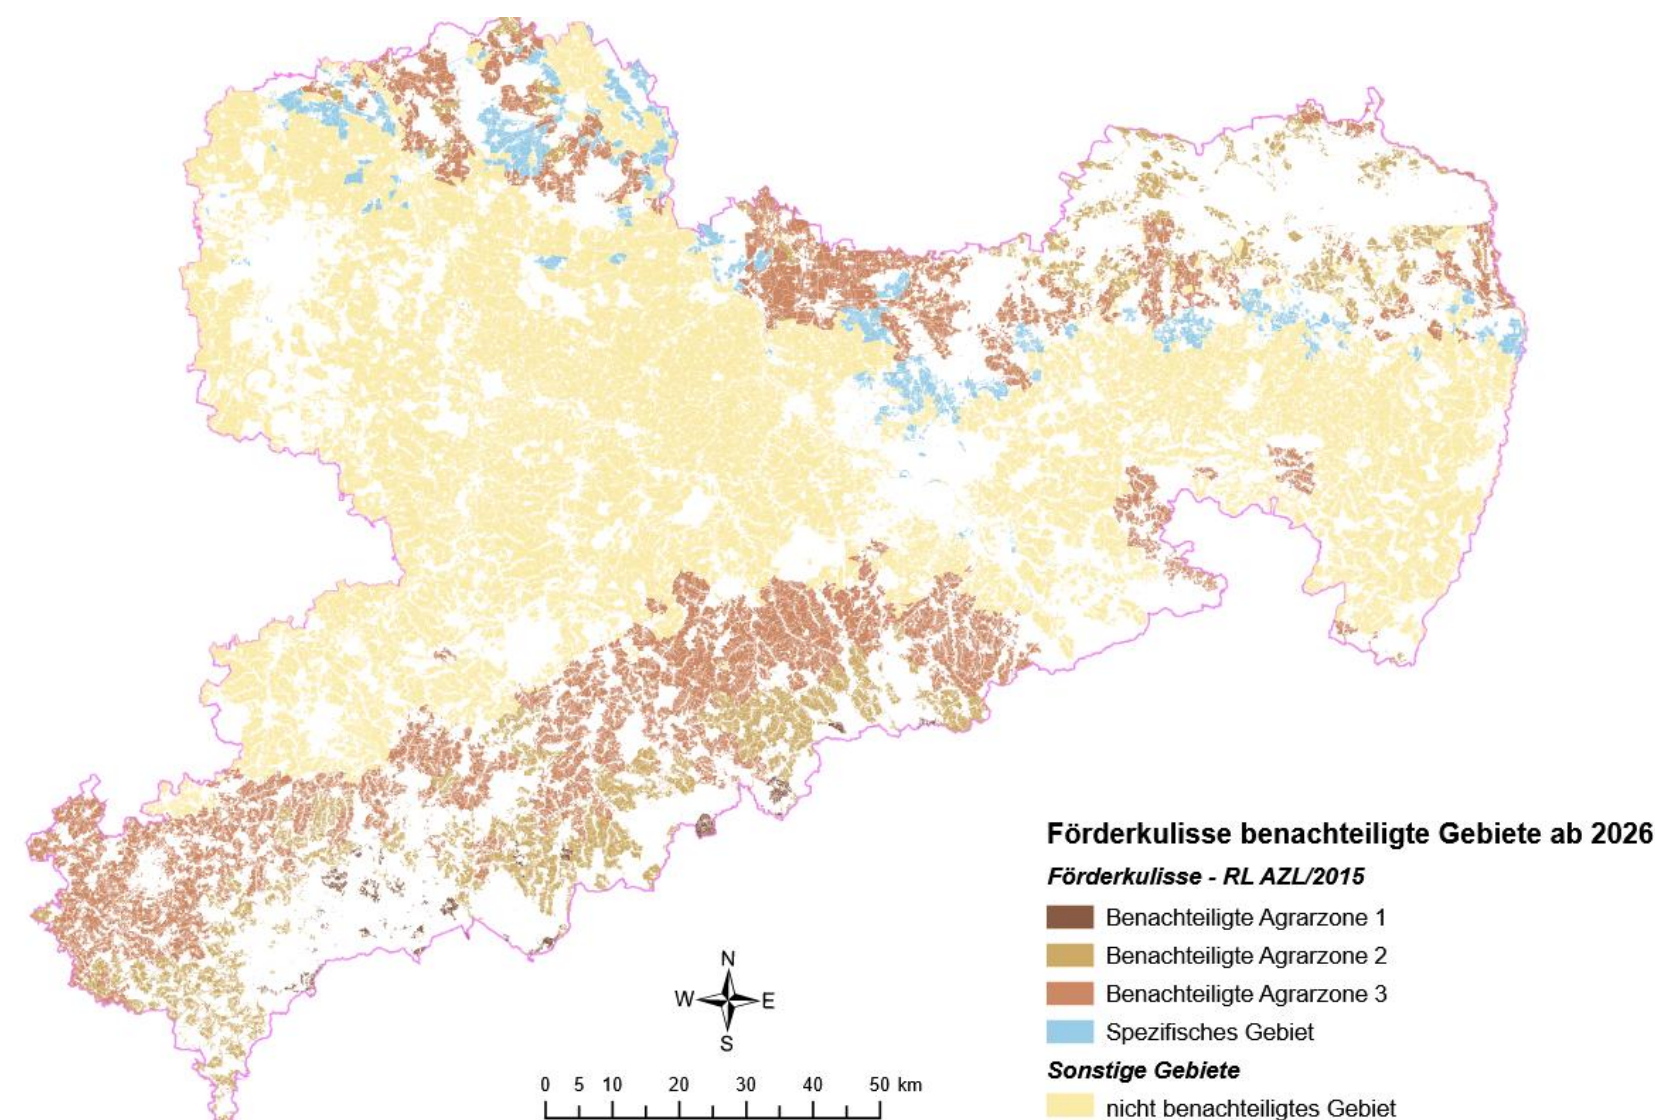 Förderkulisse benachteiligte Gebiete ab 2026
Förderkulisse - RL AZL/2015
Benachteiligte Agrarzone 1
Benachteiligte Agrarzone 2
Benachteiligte Agrarzone 3
Spezifisches Gebiet
Sonstige Gebiete
nicht benachteiligtes Gebiet
N
W E
S
0 5 10 20 30 40 50 km